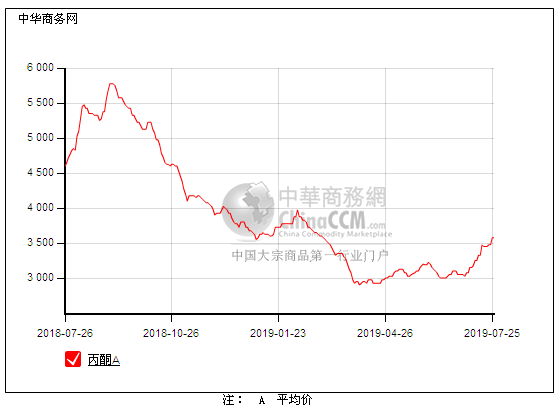 中华商务网
6 000
5 500
5 000
4 500
4 000
3 500
3 000
中華商務網
ChinaCCM.com
China Commodity Marketplace
中国大宗商品第一行业门户
2018-07-26 2018-10-26 2019-01-23 2019-04-26 2019-07-25
丙酮A
注： A 平均价